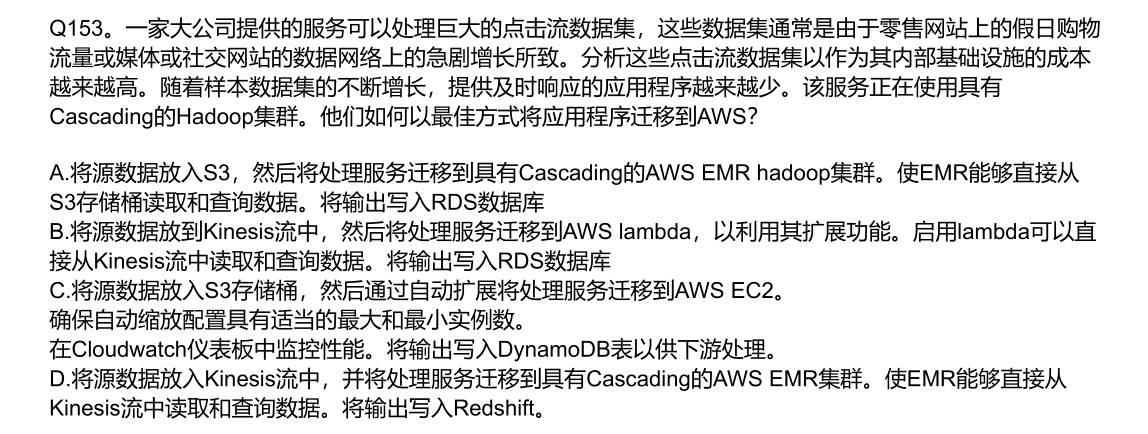 Q153。一家大公司提供的服务可以处理巨大的点击流数据集，这些数据集通常是由于零售网站上的假日购物
流量或媒体或社交网站的数据网络上的急剧增长所致。分析这些点击流数据集以作为其内部基础设施的成本
越来越高。随着样本数据集的不断增长，提供及时响应的应用程序越来越少。该服务正在使用具有
Cascading的Hadoop集群。他们如何以最佳方式将应用程序迁移到AWS？
A.将源数据放入S3，然后将处理服务迁移到具有Cascading的AWS EMR hadoop集群。使EMR能够直接从
S3存储桶读取和查询数据。将输出写入RDS数据库
B.将源数据放到Kinesis流中，然后将处理服务迁移到AWS lambda，以利用其扩展功能。启用lambda可以直
接从Kinesis流中读取和查询数据。将输出写入RDS数据库
C.将源数据放入S3存储桶，然后通过自动扩展将处理服务迁移到AWS EC2。
确保自动缩放配置具有适当的最大和最小实例数。
在Cloudwatch仪表板中监控性能。将输出写入DynamoDB表以供下游处理。
D.将源数据放入Kinesis流中，并将处理服务迁移到具有Cascading的AWS EMR集群。使EMR能够直接从
Kinesis流中读取和查询数据。将输出写入Redshift。